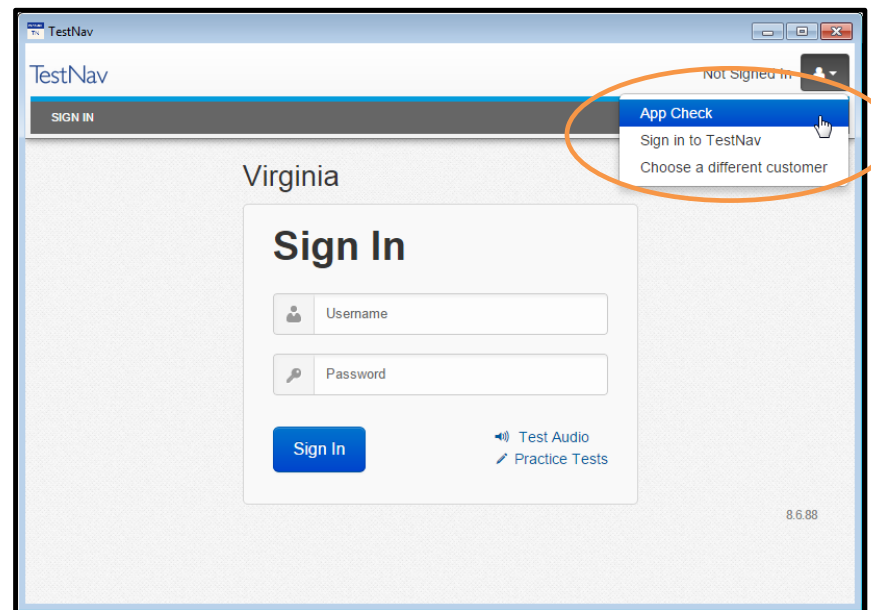 TestNav
TestNav
Not Signed In
SIGN IN
App Check
Sign in to TestNav
Choose a different customer
Virginia
Sign In
Username
Password
Sign In
Test Audio
Practice Tests
8.6.88